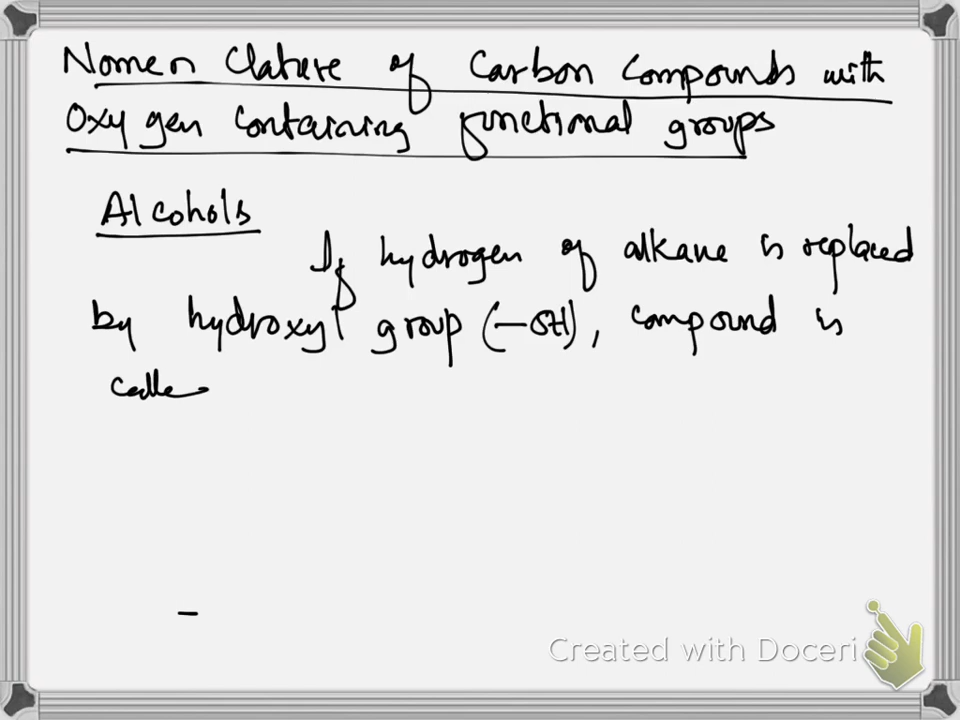 Nomen Clature of Carbon Compounds with
Oxygen containing functional groups
Alcohols
If hydrogen of alkane is replaced
by hydroxyl group (-OH), compound is
calle
Created with Doceri